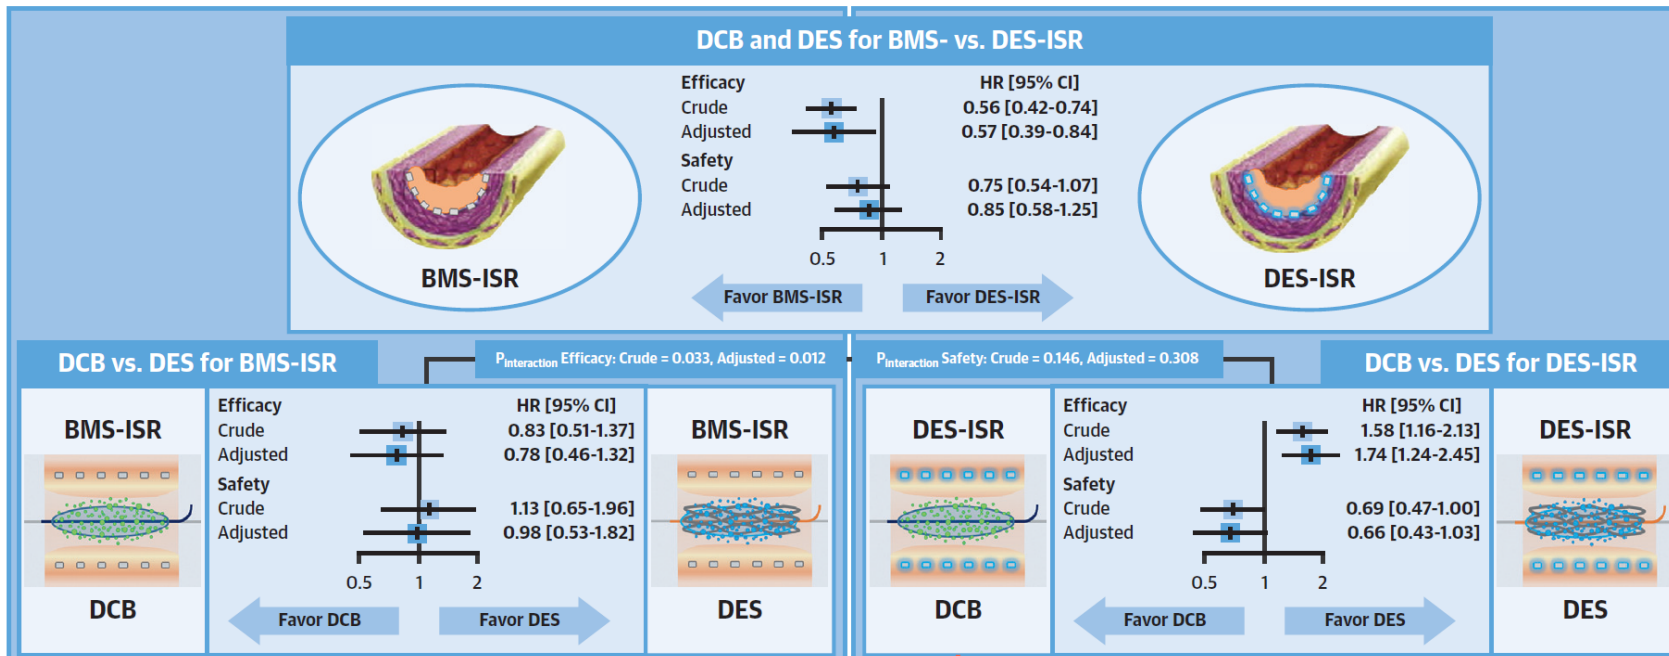 DCB and DES for BMS- vs. DES-ISR
Efficacy HR [95% CI]
Crude 0.56 [0.42-0.74]
Adjusted 0.57 [0.39-0.84]
Safety
Crude 0.75 [0.54-1.07]
Adjusted 0.85 [0.58-1.25]
0.5 1 2
BMS-ISR
DES-ISR
Favor BMS-ISR Favor DES-ISR
DCB vs. DES for BMS-ISR
PInteraction Efficacy: Crude = 0.033, Adjusted = 0.012
PInteraction Safety: Crude = 0.146, Adjusted = 0.308
DCB vs. DES for DES-ISR
BMS-ISR
DCB
Efficacy HR [95% CI]
Crude 0.83 [0.51-1.37]
Adjusted 0.78 [0.46-1.32]
Safety
Crude 1.13 [0.65-1.96]
Adjusted 0.98 [0.53-1.82]
0.5 1 2
Favor DCB Favor DES
BMS-ISR
DES
DES-ISR
DCB
Efficacy HR [95% CI]
Crude 1.58 [1.16-2.13]
Adjusted 1.74 [1.24-2.45]
Safety
Crude 0.69 [0.47-1.00]
Adjusted 0.66 [0.43-1.03]
0.5 1 2
Favor DCB Favor DES
DES-ISR
DES